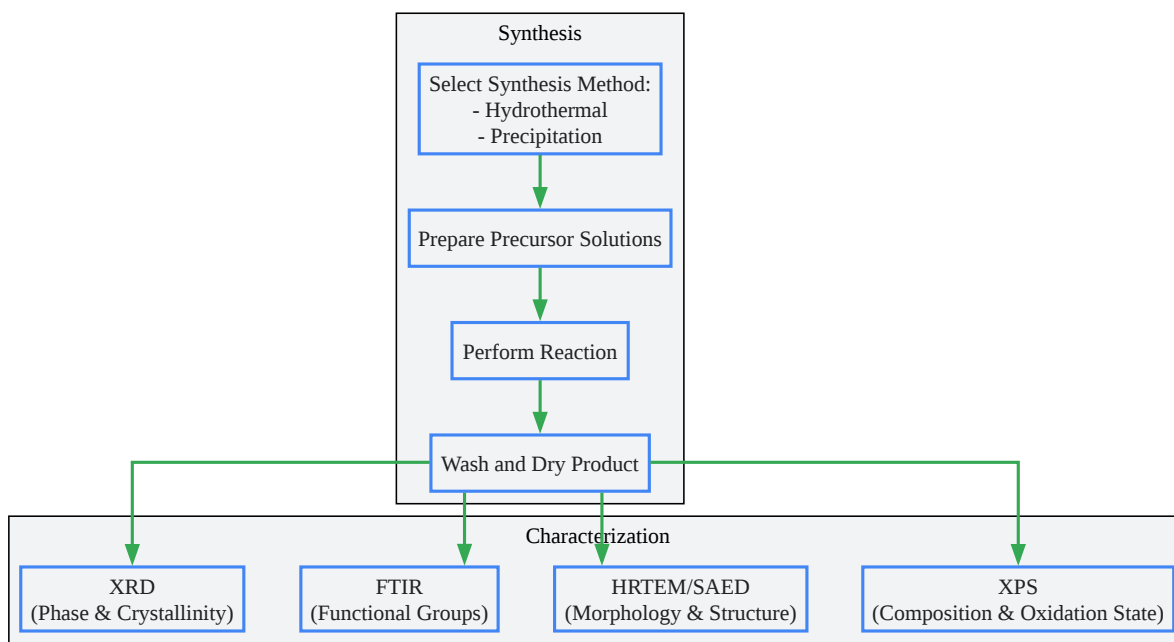 Synthesis
Select Synthesis Method:
- Hydrothermal
- Precipitation
Prepare Precursor Solutions
Perform Reaction
Wash and Dry Product
Characterization
XRD
(Phase & Crystallinity)
FTIR
(Functional Groups)
HRTEM/SAED
(Morphology & Structure)
XPS
(Composition & Oxidation State)